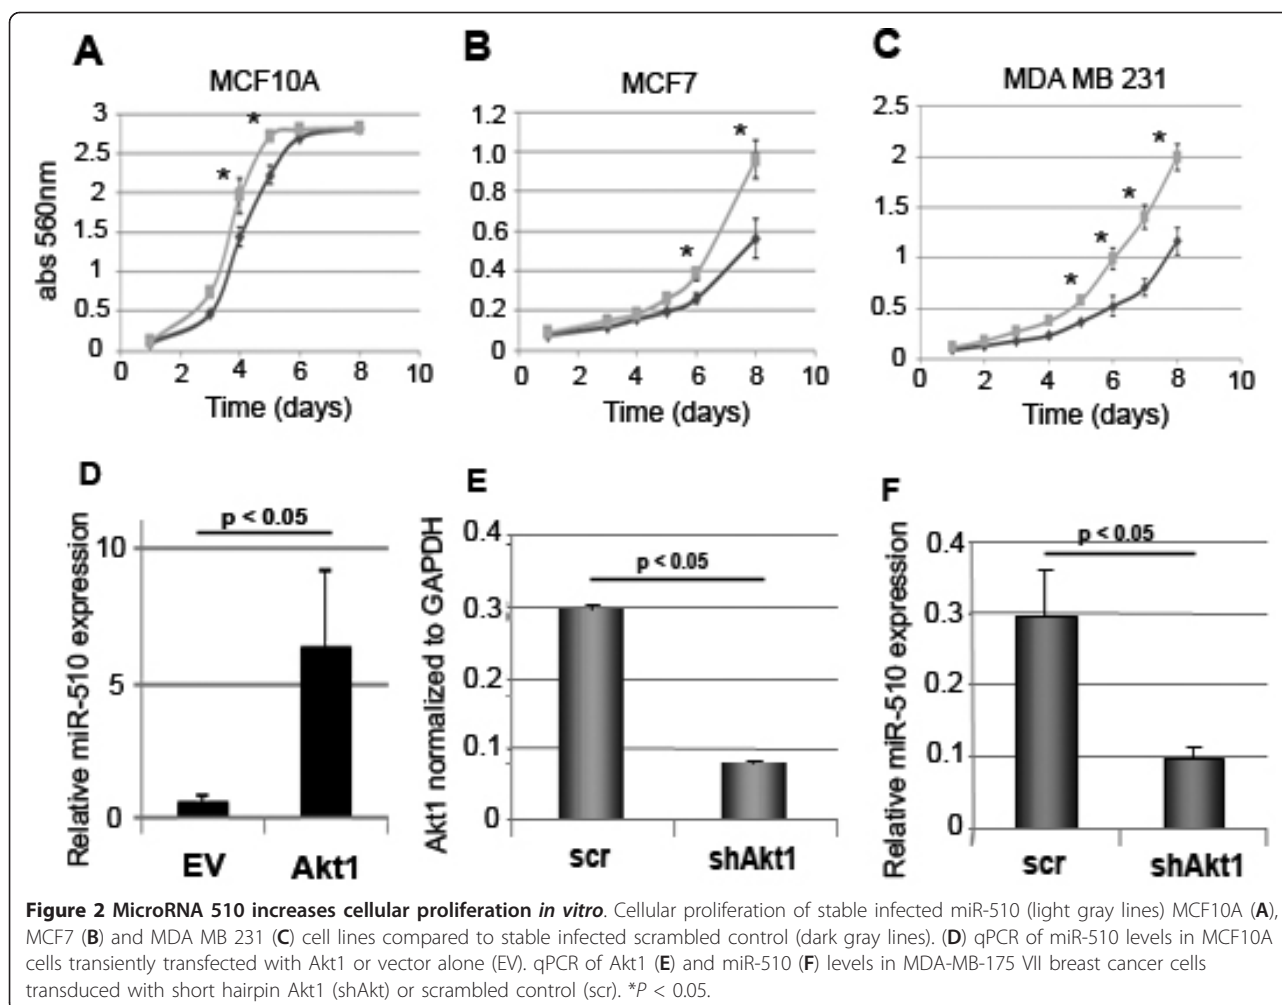 A
MCF10A
abs 560nm
3
2.5
2
1.5
1
0.5
0
* *
0 2 4 6 8 10
Time (days)
B
MCF7
1.2
1.0
0.8
0.6
0.4
0.2
0
* *
0 2 4 6 8 10
Time (days)
C
MDA MB 231
2.5
2
1.5
1
0.5
0
* * * *
0 2 4 6 8 10
Time (days)
D
Relative miR-510 expression
p < 0.05
10
5
0
EV Akt1
E
Akt1 normalized to GAPDH
0.4
0.3
0.2
0.1
0
p < 0.05
scr shAkt1
F
Relative miR-510 expression
0.4
0.3
0.2
0.1
0
p < 0.05
scr shAkt1
Figure 2 MicroRNA 510 increases cellular proliferation in vitro. Cellular proliferation of stable infected miR-510 (light gray lines) MCF10A (A),
MCF7 (B) and MDA MB 231 (C) cell lines compared to stable infected scrambled control (dark gray lines). (D) qPCR of miR-510 levels in MCF10A
cells transiently transfected with Akt1 or vector alone (EV). qPCR of Akt1 (E) and miR-510 (F) levels in MDA-MB-175 VII breast cancer cells
transduced with short hairpin Akt1 (shAkt) or scrambled control (scr). *P < 0.05.